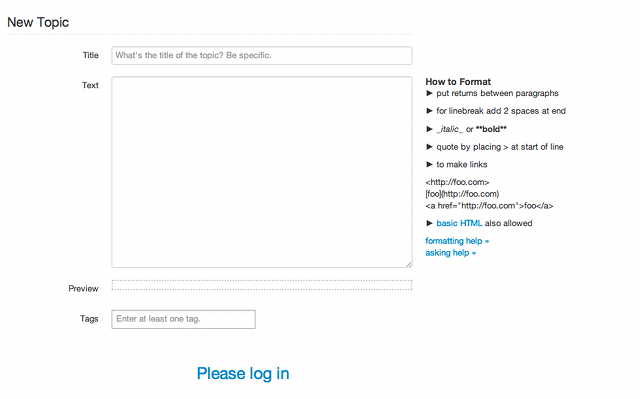 New Topic
Title
What's the title of the topic? Be specific.
Text
How to Format
► put returns between paragraphs
► for linebreak add 2 spaces at end
► _italic_ or **bold**
► quote by placing > at start of line
► to make links
<http://foo.com>
[foo](http://foo.com)
<a href="http://foo.com">foo</a>
► basic HTML also allowed
formatting help »
asking help »
Preview
Tags
Enter at least one tag.
Please log in